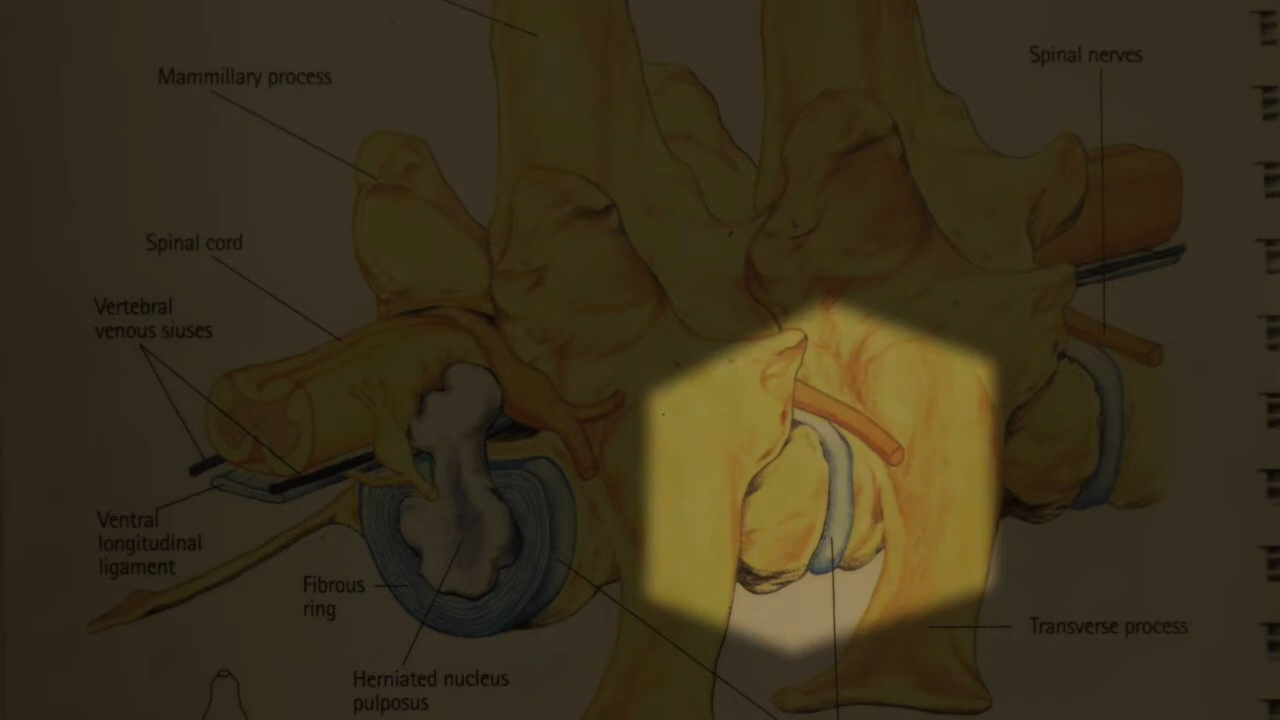 Mammillary process
Spinal nerves
Spinal cord
Vertebral
venous siuses
Ventral
longitudinal
ligament
Fibrous
ring
Transverse process
Herniated nucleus
pulposus